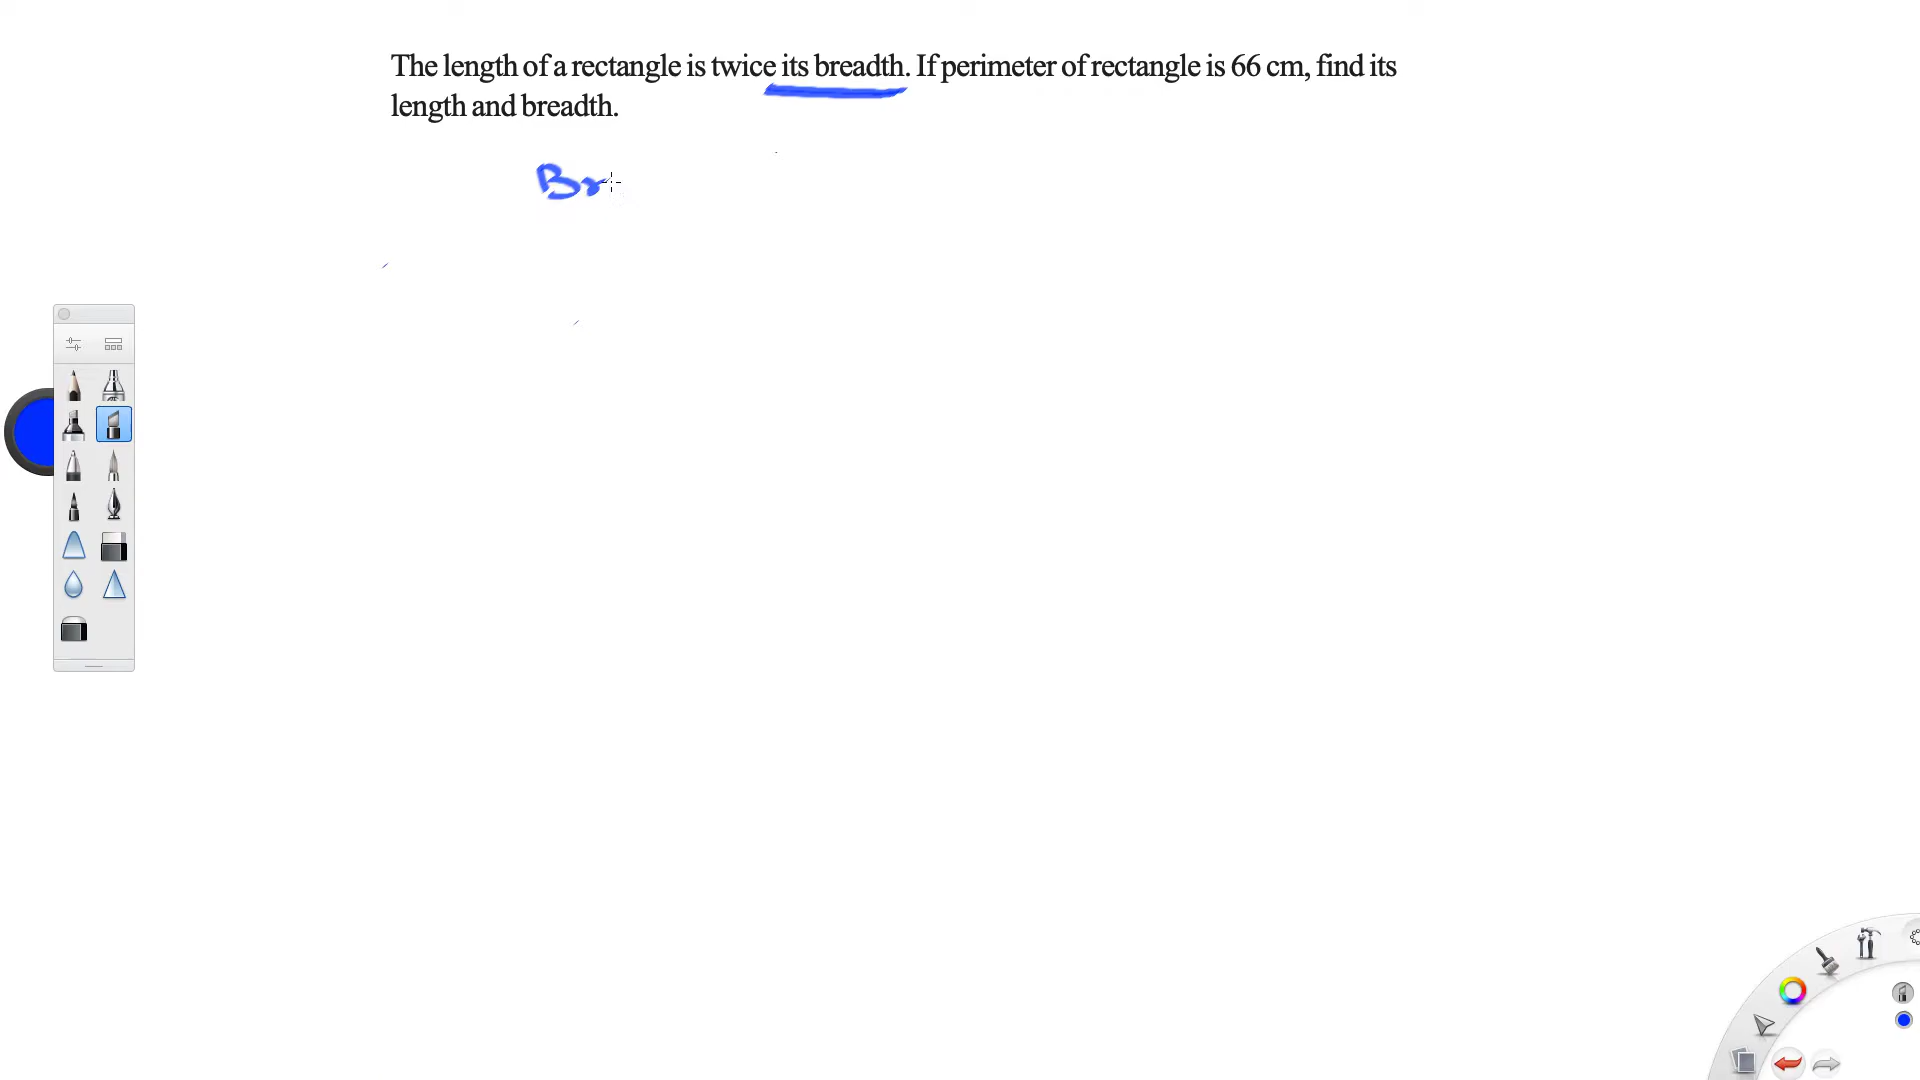 The length of a rectangle is twice its breadth. If perimeter of rectangle is 66 cm, find its
length and breadth.
Br